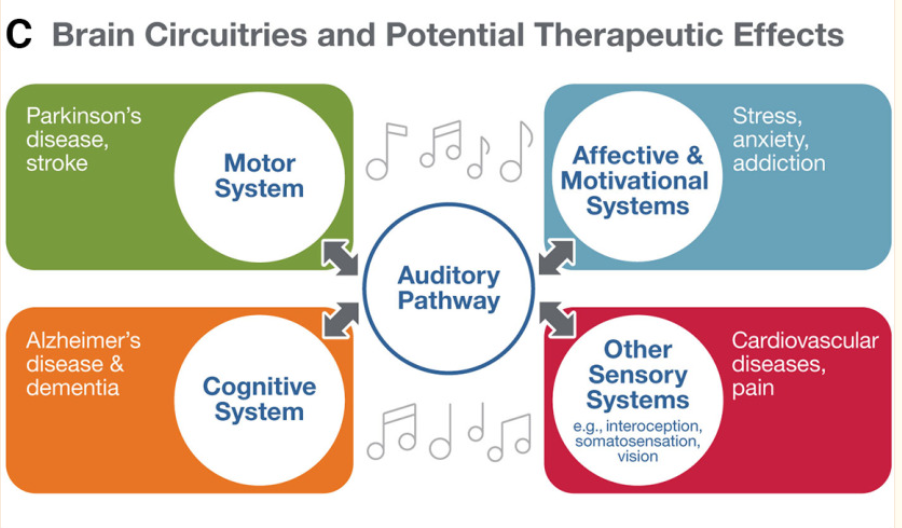 C Brain Circuitries and Potential Therapeutic Effects
Parkinson's
disease,
stroke
Motor
System
Affective &
Motivational
Systems
Stress,
anxiety,
addiction
Auditory
Pathway
Alzheimer's
disease &
dementia
Cognitive
System
Other
Sensory
Systems
e.g., interoception,
somatosensation,
vision
Cardiovascular
diseases,
pain